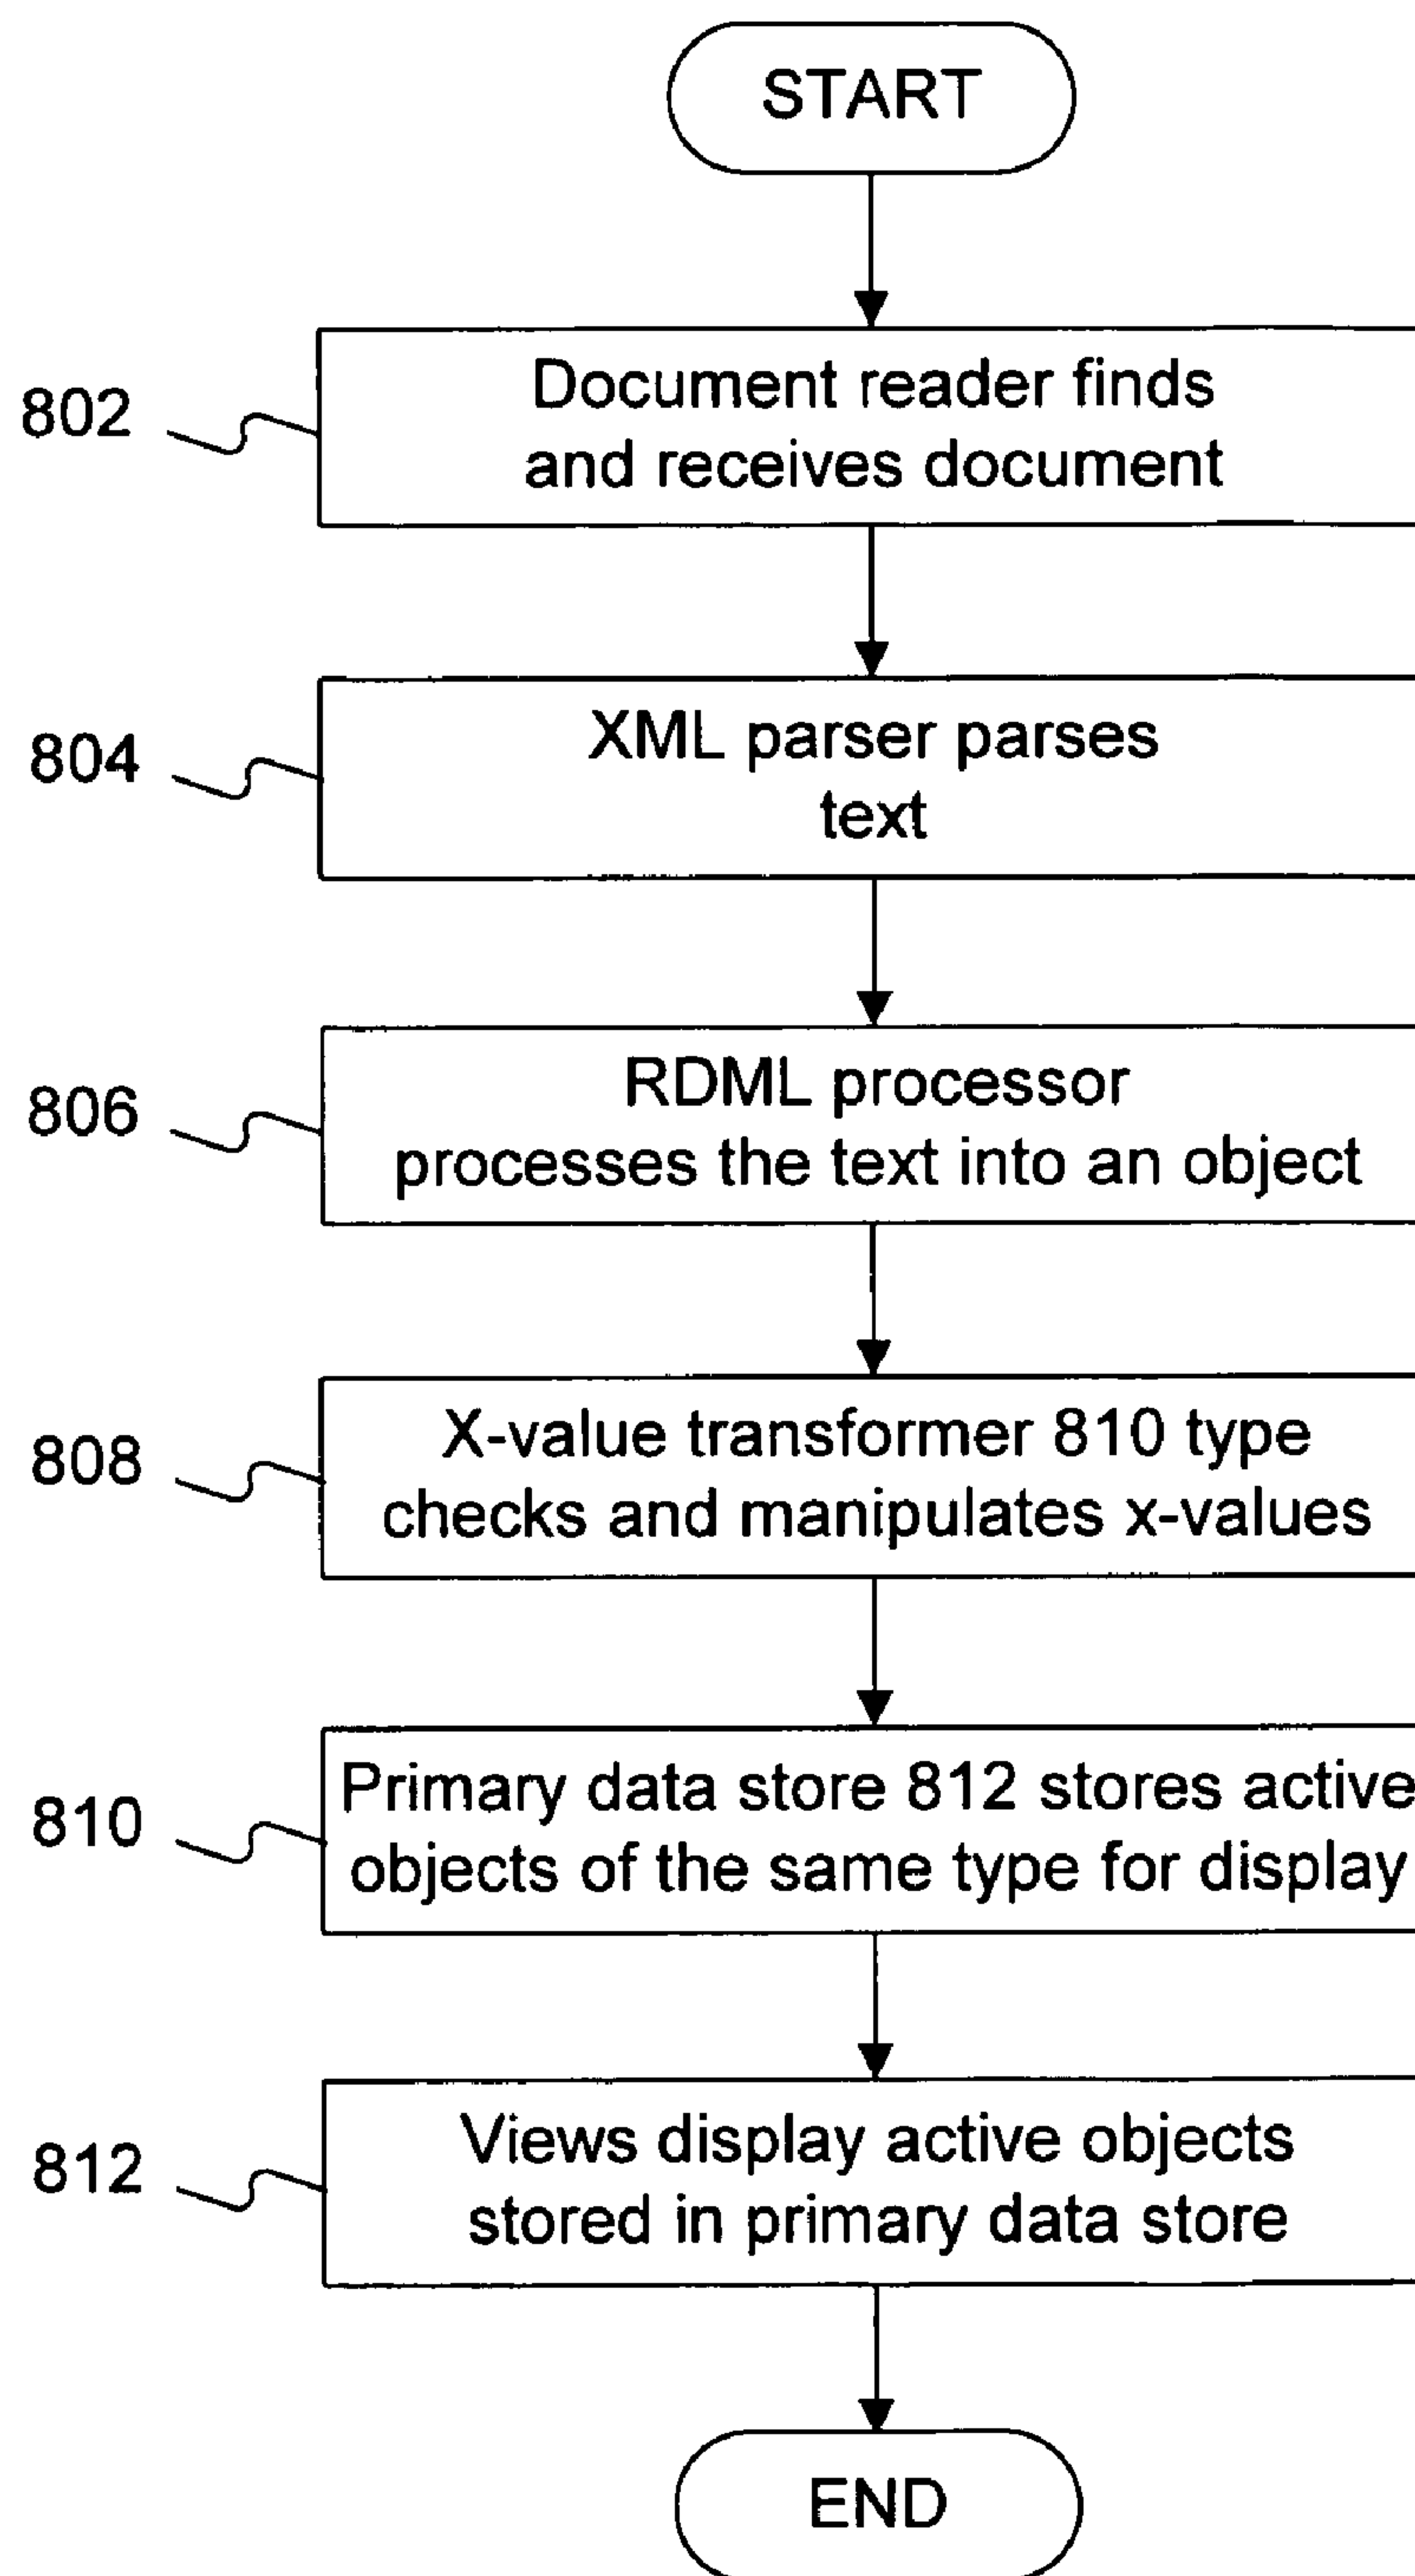 START
802
Document reader finds
and receives document
804
XML parser parses
text
806
RDML processor
processes the text into an object
808
X-value transformer 810 type
checks and manipulates x-values
810
Primary data store 812 stores active
objects of the same type for display
812
Views display active objects
stored in primary data store
END